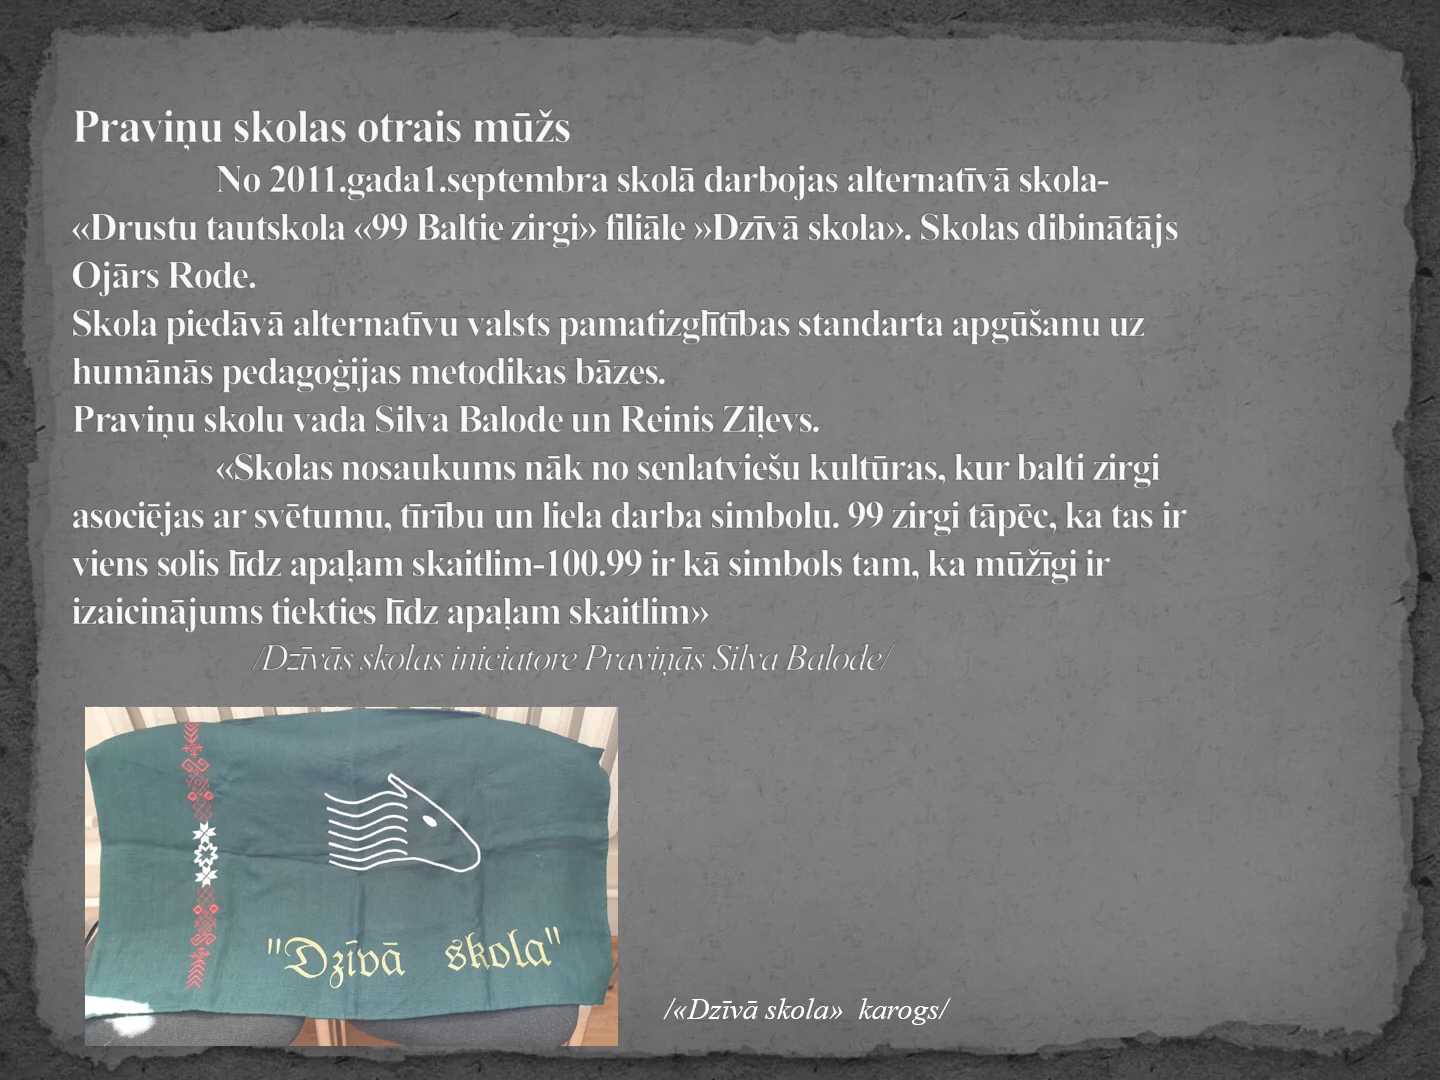 Praviņu skolas otrais mūžs
No 2011.gada1.septembra skolā darbojas alternatīvā skola-
«Drustu tautskola «99 Baltie zirgi» filiāle »Dzīvā skola». Skolas dibinātājs
Ojārs Rode.
Skola piedāvā alternatīvu valsts pamatizglītības standarta apgūšanu uz
humānās pedagoģijas metodikas bāzes.
Praviņu skolu vada Silva Balode un Reinis Ziļevs.
«Skolas nosaukums nāk no senlatviešu kultūras, kur balti zirgi
asociējas ar svētumu, tīrību un liela darba simbolu. 99 zirgi tāpēc, ka tas ir
viens solis līdz apaļam skaitlim-100.99 ir kā simbols tam, ka mūžīgi ir
izaicinājums tiekties līdz apaļam skaitlim»
/Dzīvās skolas iniciatore Praviņās Silva Balode/
"Dzīvā skola"
/«Dzīvā skola» karogs/